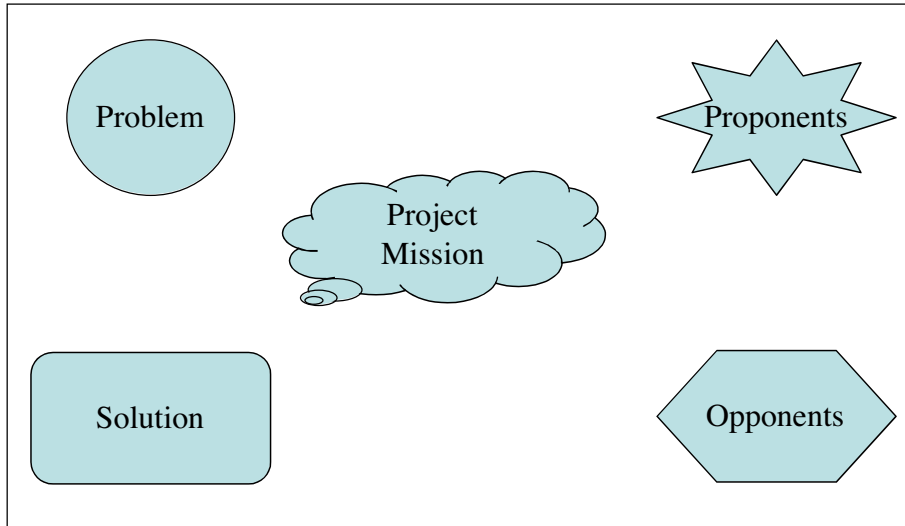 Problem
Proponents
Project
Mission
Solution
Opponents